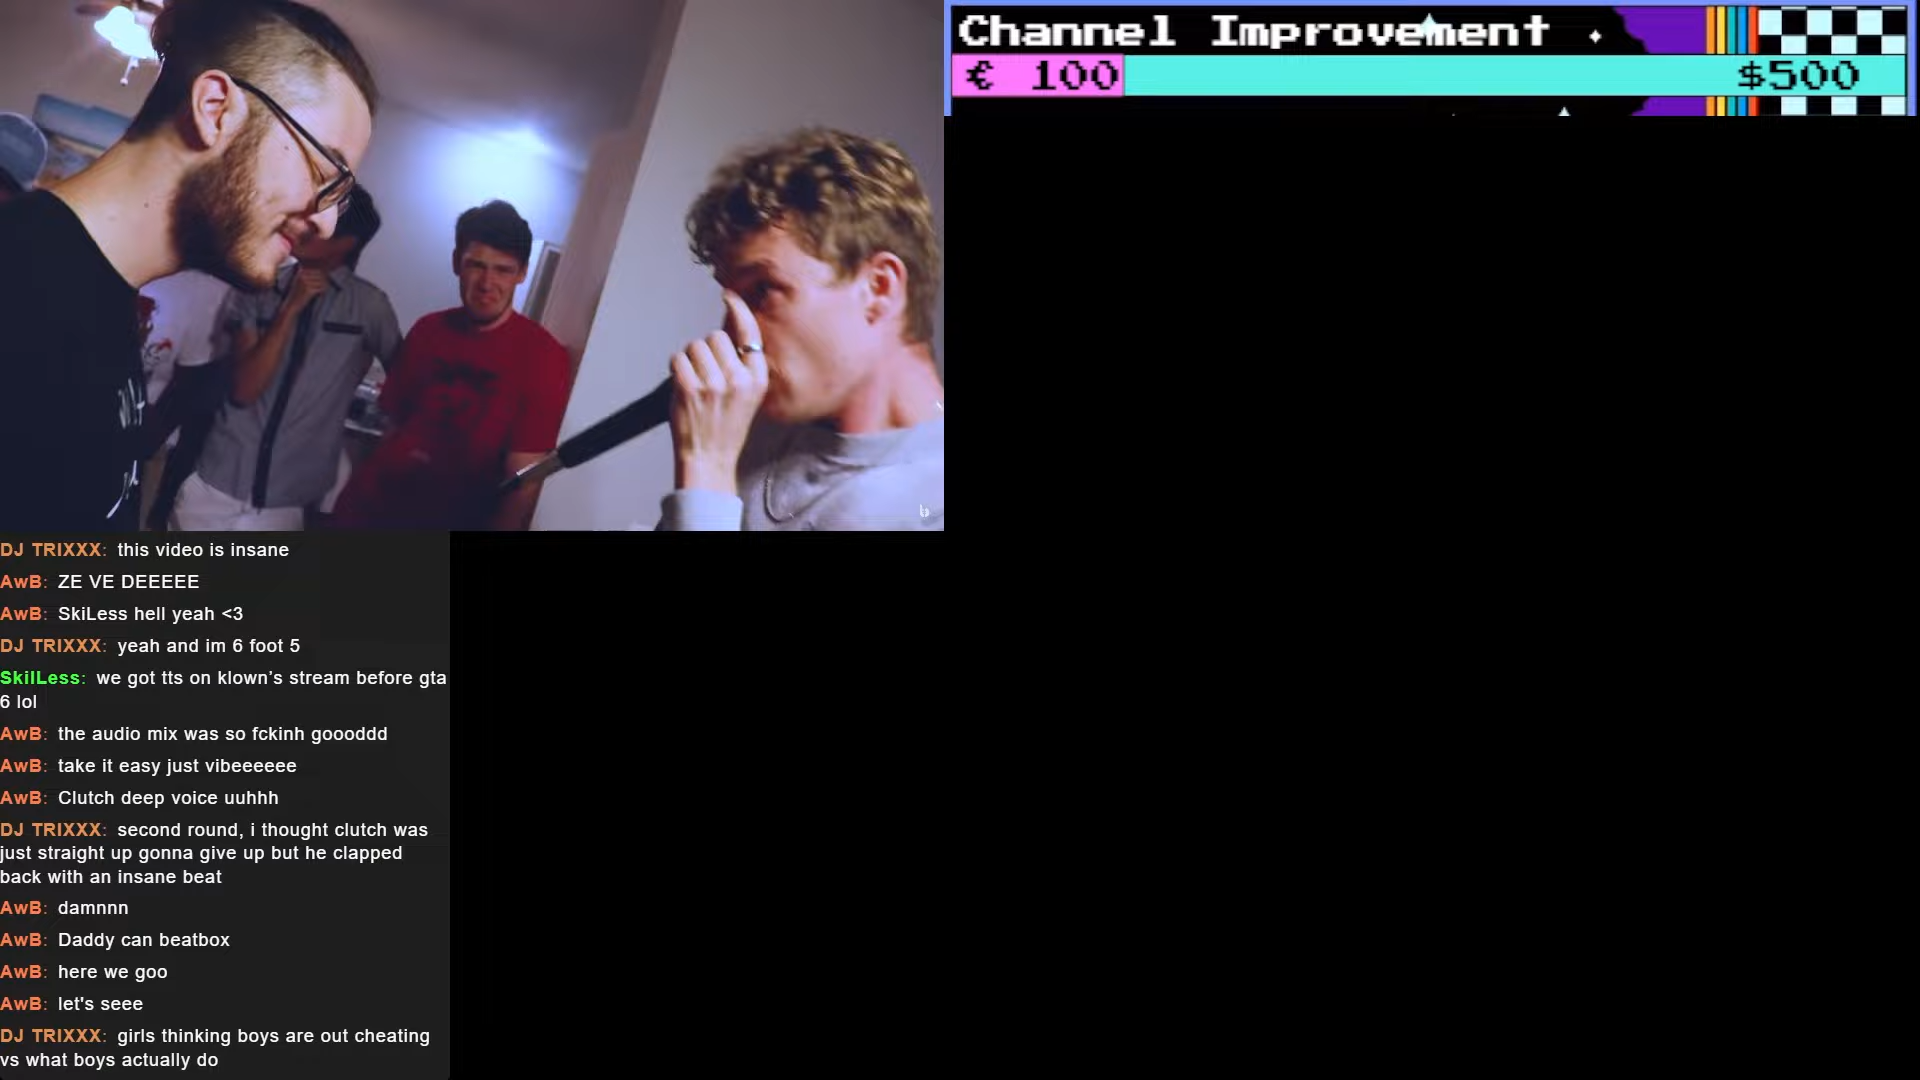 Channel Improvement
€ 100
$500
DJ TRIXXX: this video is insane
AwB: ZE VE DEEEEE
AwB: SkiLess hell yeah <3
DJ TRIXXX: yeah and im 6 foot 5
SkilLess: we got tts on klown's stream before gta
6 lol
AwB: the audio mix was so fckinh goooddd
AwB: take it easy just vibeeeeee
AwB: Clutch deep voice uuhhh
DJ TRIXXX: second round, i thought clutch was
just straight up gonna give up but he clapped
back with an insane beat
AwB: damnnn
AwB: Daddy can beatbox
AwB: here we goo
AwB: let's seee
DJ TRIXXX: girls thinking boys are out cheating
vs what boys actually do